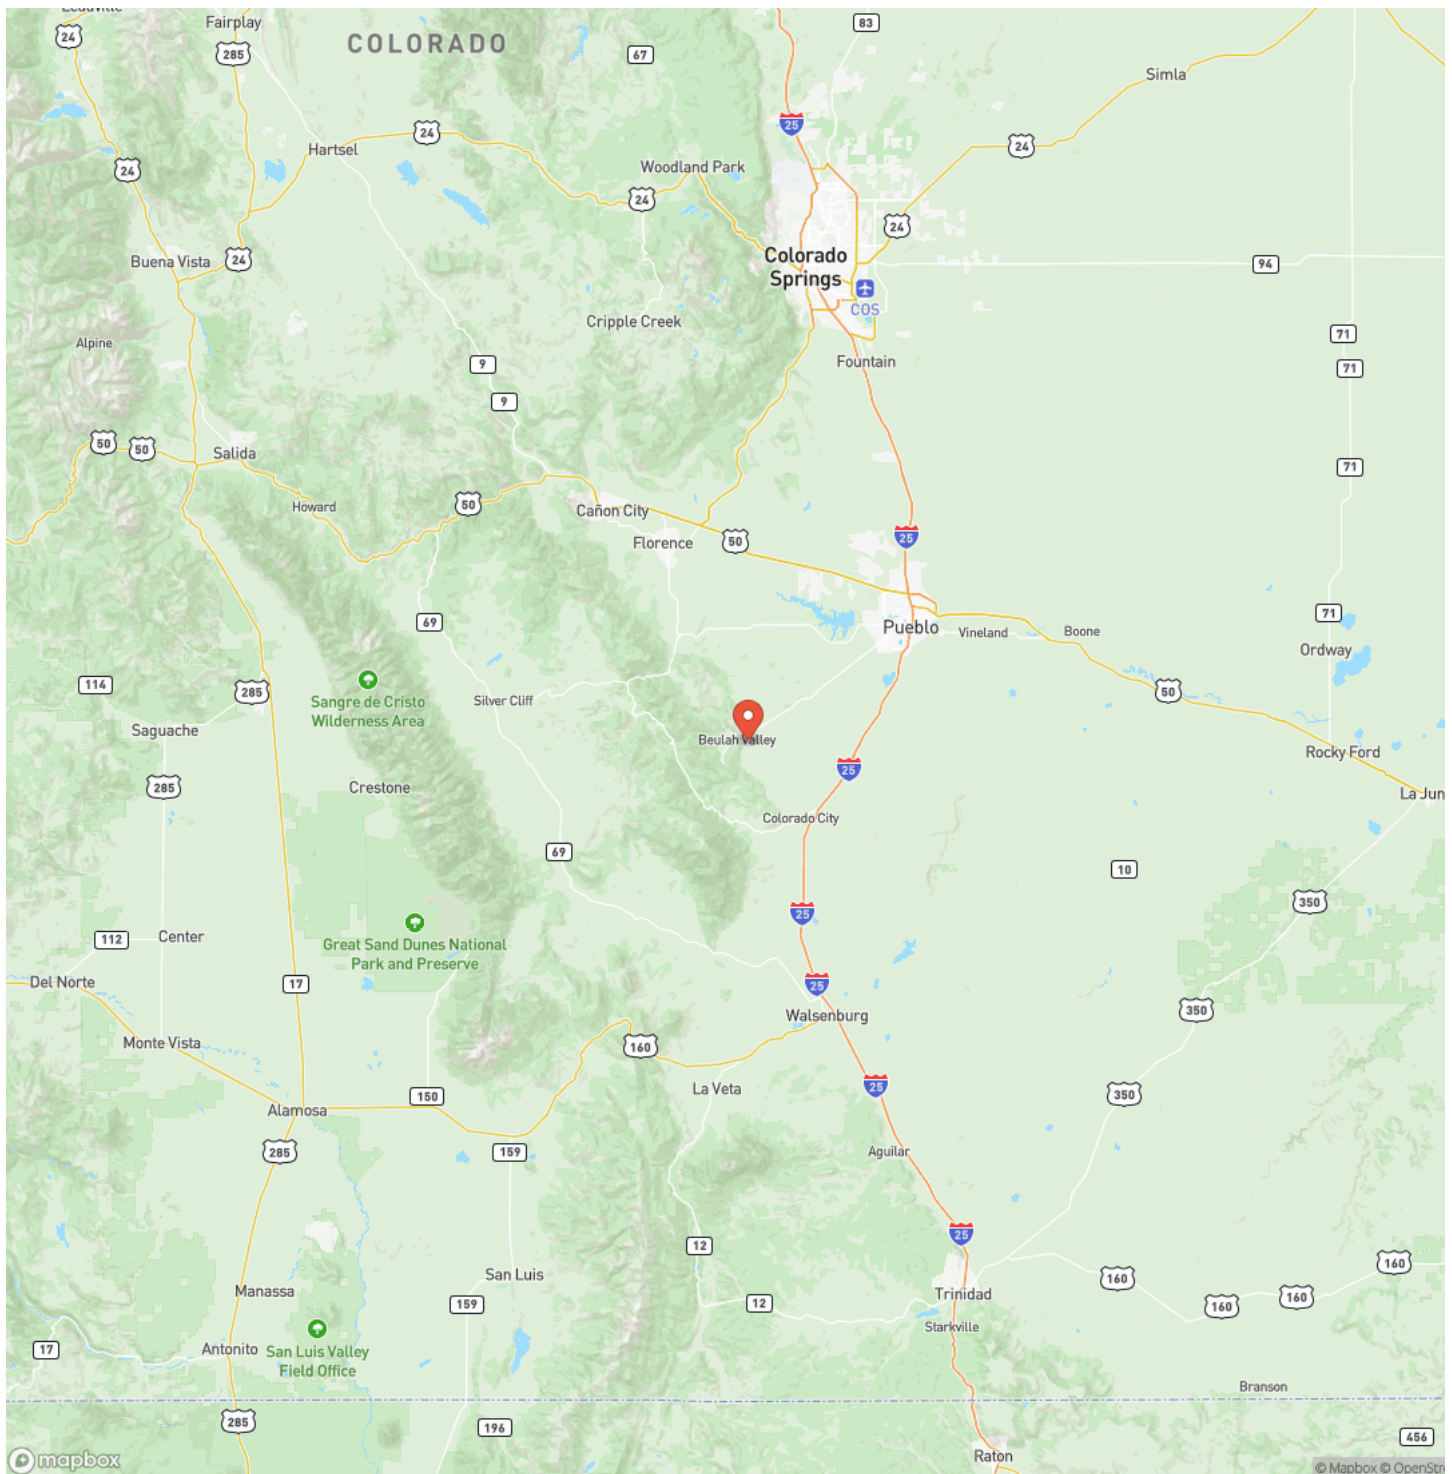 Leadville
24
Fairplay
285
COLORADO
67
83
Simla
25
24
Hartsel
24
24
Woodland Park
24
24
Buena Vista
24
Colorado
Springs
94
COS
Cripple Creek
Alpine
9
Fountain
71
71
9
50
50
Salida
71
Howard
50
Cañon City
Florence
50
25
69
Pueblo
Vineland
Boone
71
Ordway
114
285
Sangre de Cristo
Wilderness Area
Silver Cliff
50
Saguache
Beulah Valley
Rocky Ford
25
285
Crestone
La Jun
Colorado City
69
10
350
25
112
Center
Great Sand Dunes National
Park and Preserve
Del Norte
17
25
350
Walsenburg
Monte Vista
160
La Veta
25
350
150
Alamosa
285
159
Aguilar
25
12
San Luis
160
160
Manassa
159
12
Trinidad
160
160
Starkville
17
Antonito
San Luis Valley
Field Office
Branson
285
196
456
Raton
mapbox
© Mapbox © OpenStr